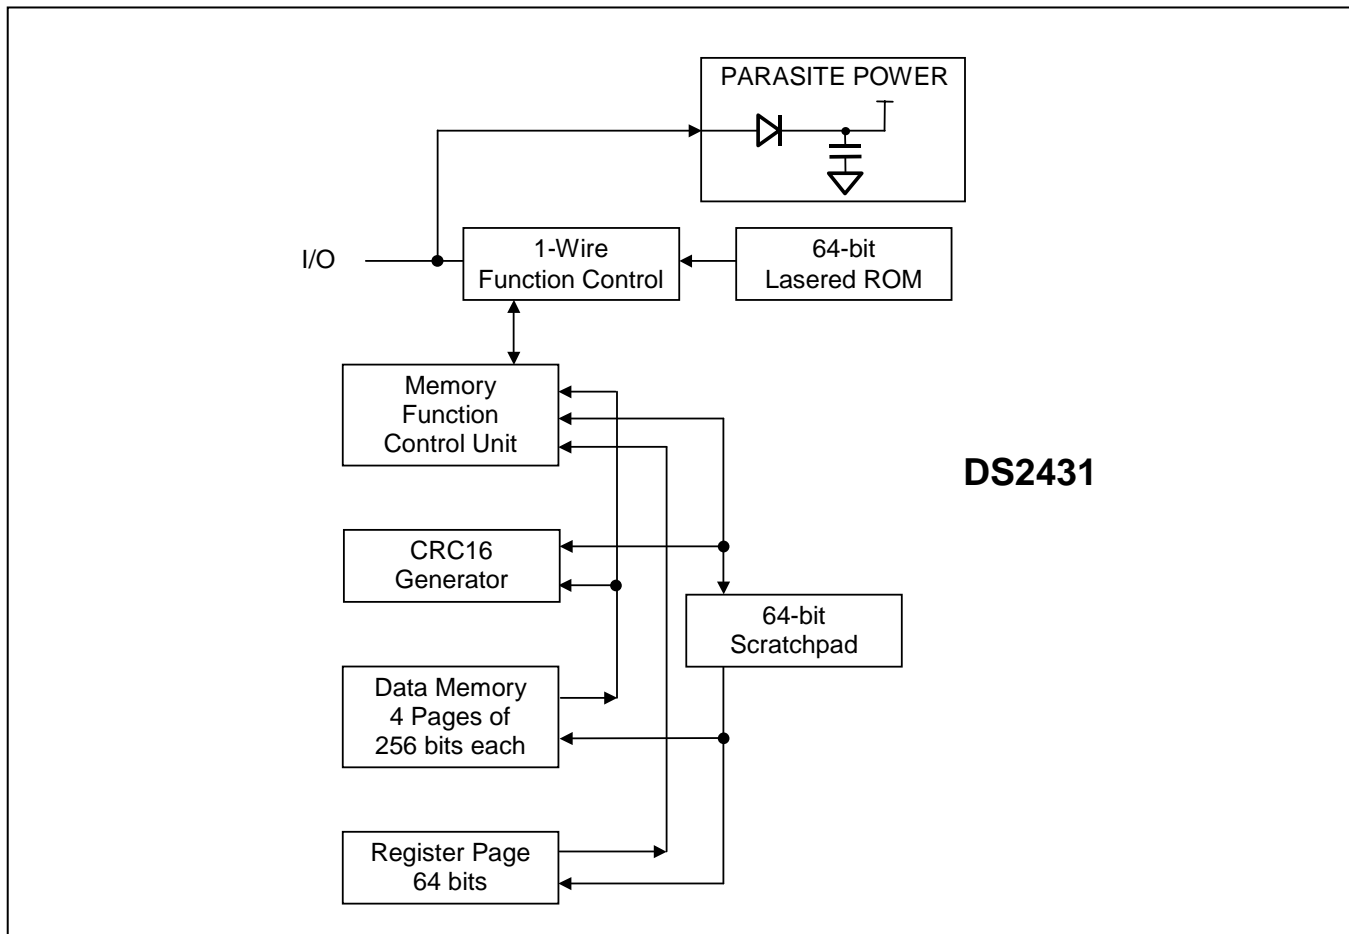 PARASITE POWER
I/O
1-Wire
Function Control
64-bit
Lasered ROM
Memory
Function
Control Unit
DS2431
CRC16
Generator
64-bit
Scratchpad
Data Memory
4 Pages of
256 bits each
Register Page
64 bits